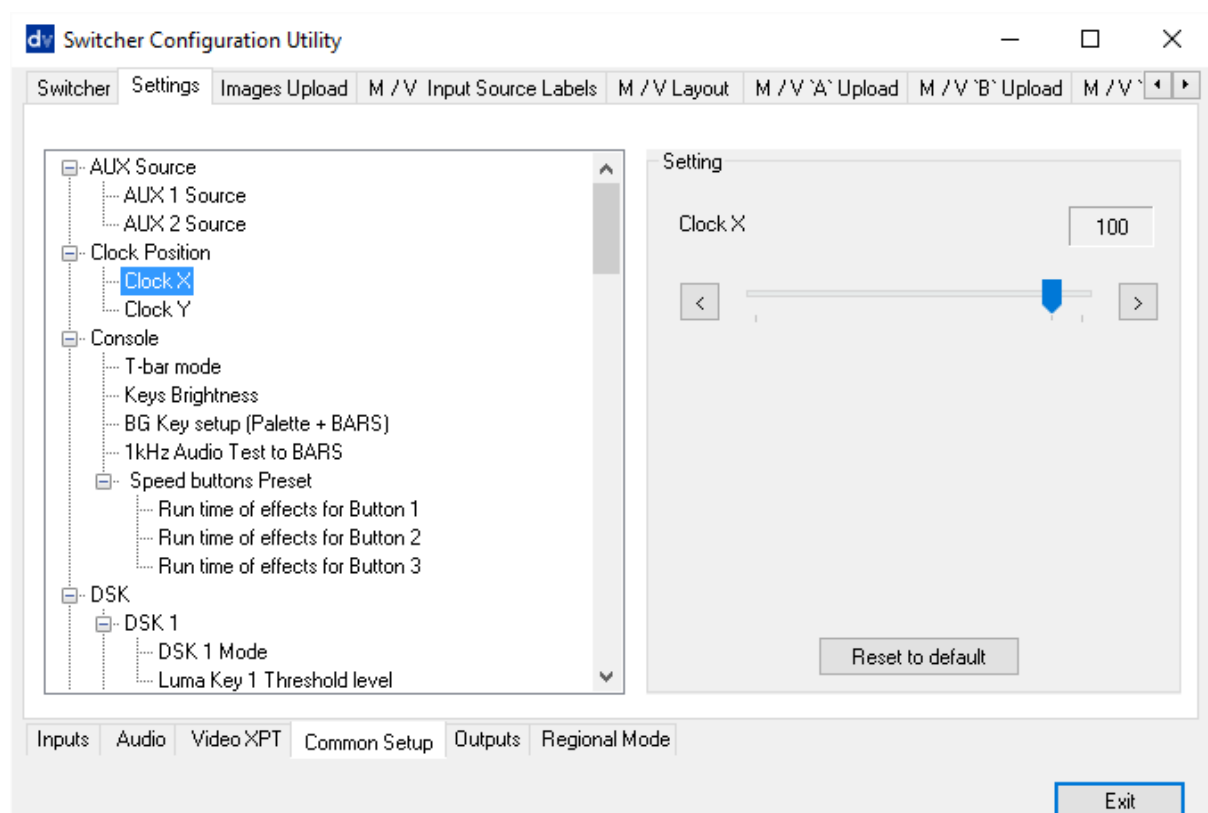 dv Switcher Configuration Utility
Switcher Settings Images Upload M / V Input Source Labels M / V Layout M / V `A` Upload M / V `B` Upload M / V `
AUX Source
AUX 1 Source
AUX 2 Source
Clock Position
Clock X
Clock Y
Console
T-bar mode
Keys Brightness
BG Key setup (Palette + BARS)
1kHz Audio Test to BARS
Speed buttons Preset
Run time of effects for Button 1
Run time of effects for Button 2
Run time of effects for Button 3
DSK
DSK 1
DSK 1 Mode
Luma Key 1 Threshold level
Setting
Clock X 100
< >
Reset to default
Inputs Audio Video XPT Common Setup Outputs Regional Mode
Exit